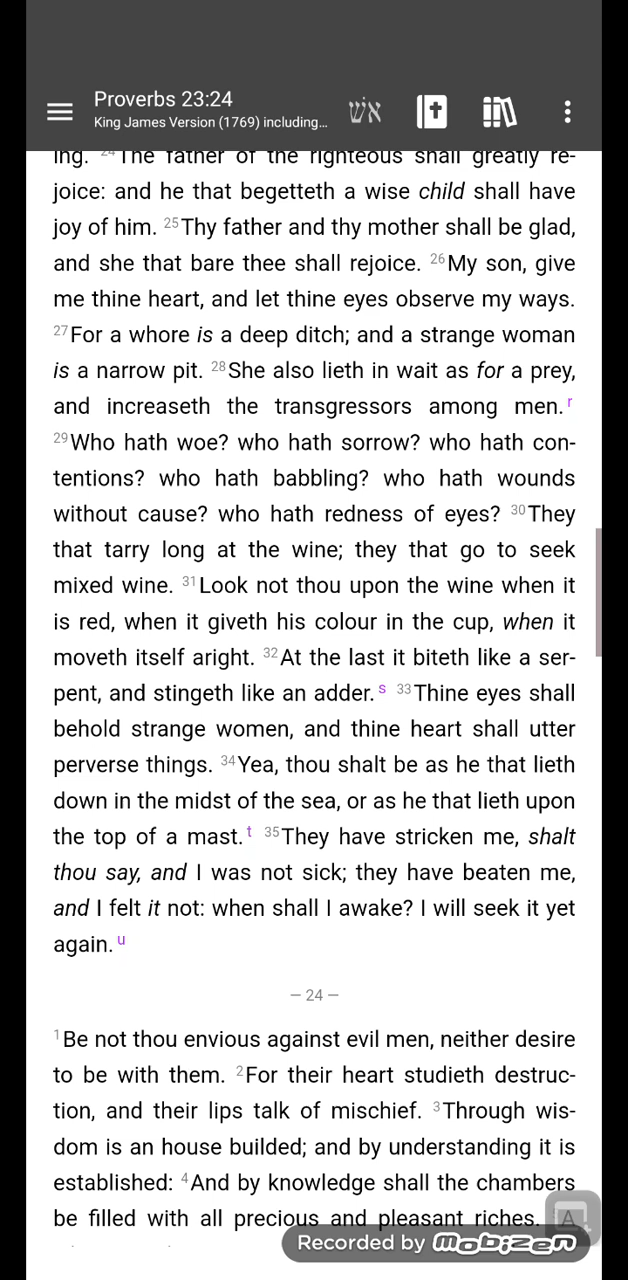 Proverbs 23:24
King James Version (1769) including...
אשׁ
ing. 24 The father of the righteous shall greatly re-
joice: and he that begetteth a wise child shall have
joy of him. 25 Thy father and thy mother shall be glad,
and she that bare thee shall rejoice. 26 My son, give
me thine heart, and let thine eyes observe my ways.
27 For a whore is a deep ditch; and a strange woman
is a narrow pit. 28 She also lieth in wait as for a prey,
and increaseth the transgressors among men. r
29 Who hath woe? who hath sorrow? who hath con-
tentions? who hath babbling? who hath wounds
without cause? who hath redness of eyes? 30 They
that tarry long at the wine; they that go to seek
mixed wine. 31 Look not thou upon the wine when it
is red, when it giveth his colour in the cup, when it
moveth itself aright. 32 At the last it biteth like a ser-
pent, and stingeth like an adder. s 33 Thine eyes shall
behold strange women, and thine heart shall utter
perverse things. 34 Yea, thou shalt be as he that lieth
down in the midst of the sea, or as he that lieth upon
the top of a mast. t 35 They have stricken me, shalt
thou say, and I was not sick; they have beaten me,
and I felt it not: when shall I awake? I will seek it yet
again. u
– 24 –
1 Be not thou envious against evil men, neither desire
to be with them. 2 For their heart studieth destruc-
tion, and their lips talk of mischief. 3 Through wis-
dom is an house builded; and by understanding it is
established: 4 And by knowledge shall the chambers
be filled with all precious and pleasant riches. A
Recorded by mobizen